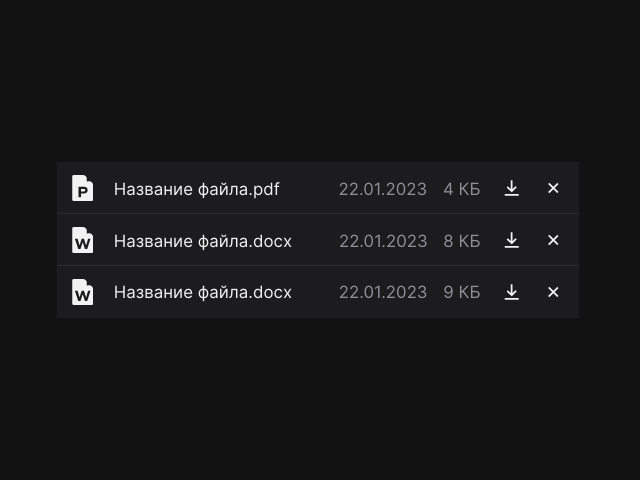 P Название файла.pdf 22.01.2023 4 КБ
W Название файла.docx 22.01.2023 8 КБ
W Название файла.docx 22.01.2023 9 КБ